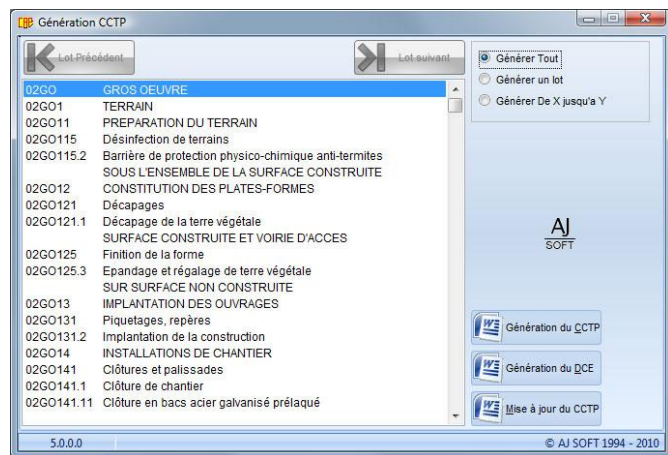 Génération CCTP
Lot Précédent
Lot suivant
Générer Tout
Générer un lot
Générer De X jusqu'a Y
02GO GROS OEUVRE
02GO1 TERRAIN
02GO11 PREPARATION DU TERRAIN
02GO115 Désinfection de terrains
02GO115.2 Barrière de protection physico-chimique anti-termites
SOUS L'ENSEMBLE DE LA SURFACE CONSTRUITE
02GO12 CONSTITUTION DES PLATES-FORMES
02GO121 Décapages
02GO121.1 Décapage de la terre végétale
SURFACE CONSTRUITE ET VOIRIE D'ACCES
02GO125 Finition de la forme
02GO125.3 Epandage et régalage de terre végétale
SUR SURFACE NON CONSTRUITE
02GO13 IMPLANTATION DES OUVRAGES
02GO131 Piquetages, repères
02GO131.2 Implantation de la construction
02GO14 INSTALLATIONS DE CHANTIER
02GO141 Clôtures et palissades
02GO141.1 Clôture de chantier
02GO141.11 Clôture en bacs acier galvanisé prélaqué
AJ
SOFT
Génération du CCTP
Génération du DCE
Mise à jour du CCTP
5.0.0.0
© AJ SOFT 1994 - 2010